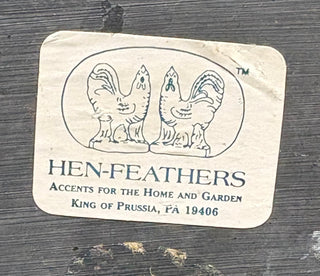 TM
HEN-FEATHERS
ACCENTS FOR THE HOME AND GARDEN
KING OF PRUSSIA, PA 19406